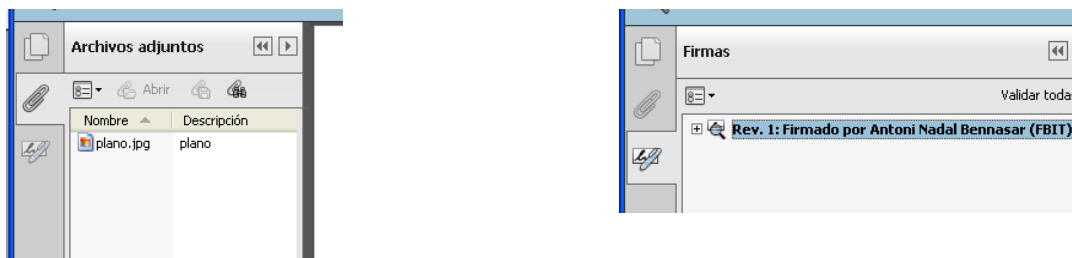 Archivos adjuntos
Abrir
Nombre Descripción
plano.jpg plano
Firmas
Validar todas
Rev. 1: Firmado por Antoni Nadal Bennasar (FBIT)